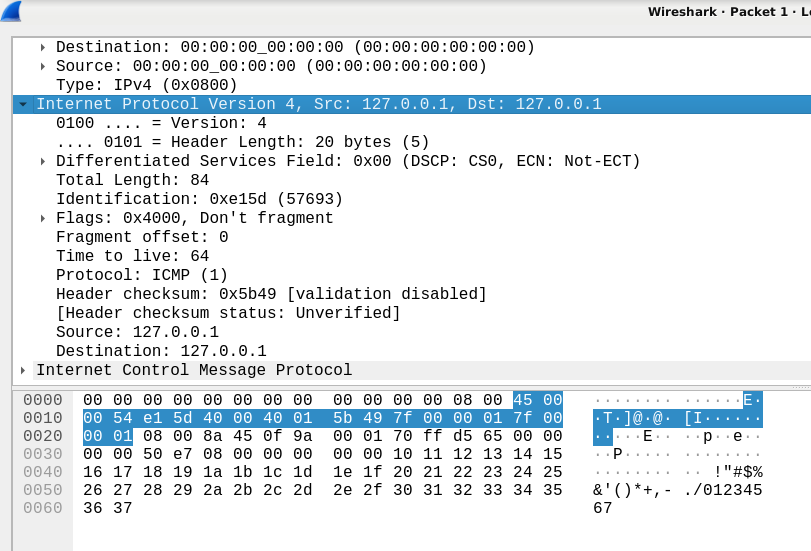 Wireshark · Packet 1 · L
Destination: 00:00:00_00:00:00 (00:00:00:00:00:00)
Source: 00:00:00_00:00:00 (00:00:00:00:00:00)
Type: IPv4 (0x0800)
Internet Protocol Version 4, Src: 127.0.0.1, Dst: 127.0.0.1
0100 .... = Version: 4
.... 0101 = Header Length: 20 bytes (5)
Differentiated Services Field: 0x00 (DSCP: CS0, ECN: Not-ECT)
Total Length: 84
Identification: 0xe15d (57693)
Flags: 0x4000, Don't fragment
Fragment offset: 0
Time to live: 64
Protocol: ICMP (1)
Header checksum: 0x5b49 [validation disabled]
[Header checksum status: Unverified]
Source: 127.0.0.1
Destination: 127.0.0.1
Internet Control Message Protocol
0000 00 00 00 00 00 00 00 00 00 00 00 00 08 00 45 00 ········ ······E·
0010 00 54 e1 5d 40 00 40 01 5b 49 7f 00 00 01 7f 00 ·T·]@·@· [I······
0020 00 01 08 00 8a 45 0f 9a 00 01 70 ff d5 65 00 00 ·····E·· ··p··e··
0030 00 00 50 e7 08 00 00 00 00 00 10 11 12 13 14 15 ··P····· ········
0040 16 17 18 19 1a 1b 1c 1d 1e 1f 20 21 22 23 24 25 ········ ·· !"#$%
0050 26 27 28 29 2a 2b 2c 2d 2e 2f 30 31 32 33 34 35 &'()*+,- ./012345
0060 36 37 67